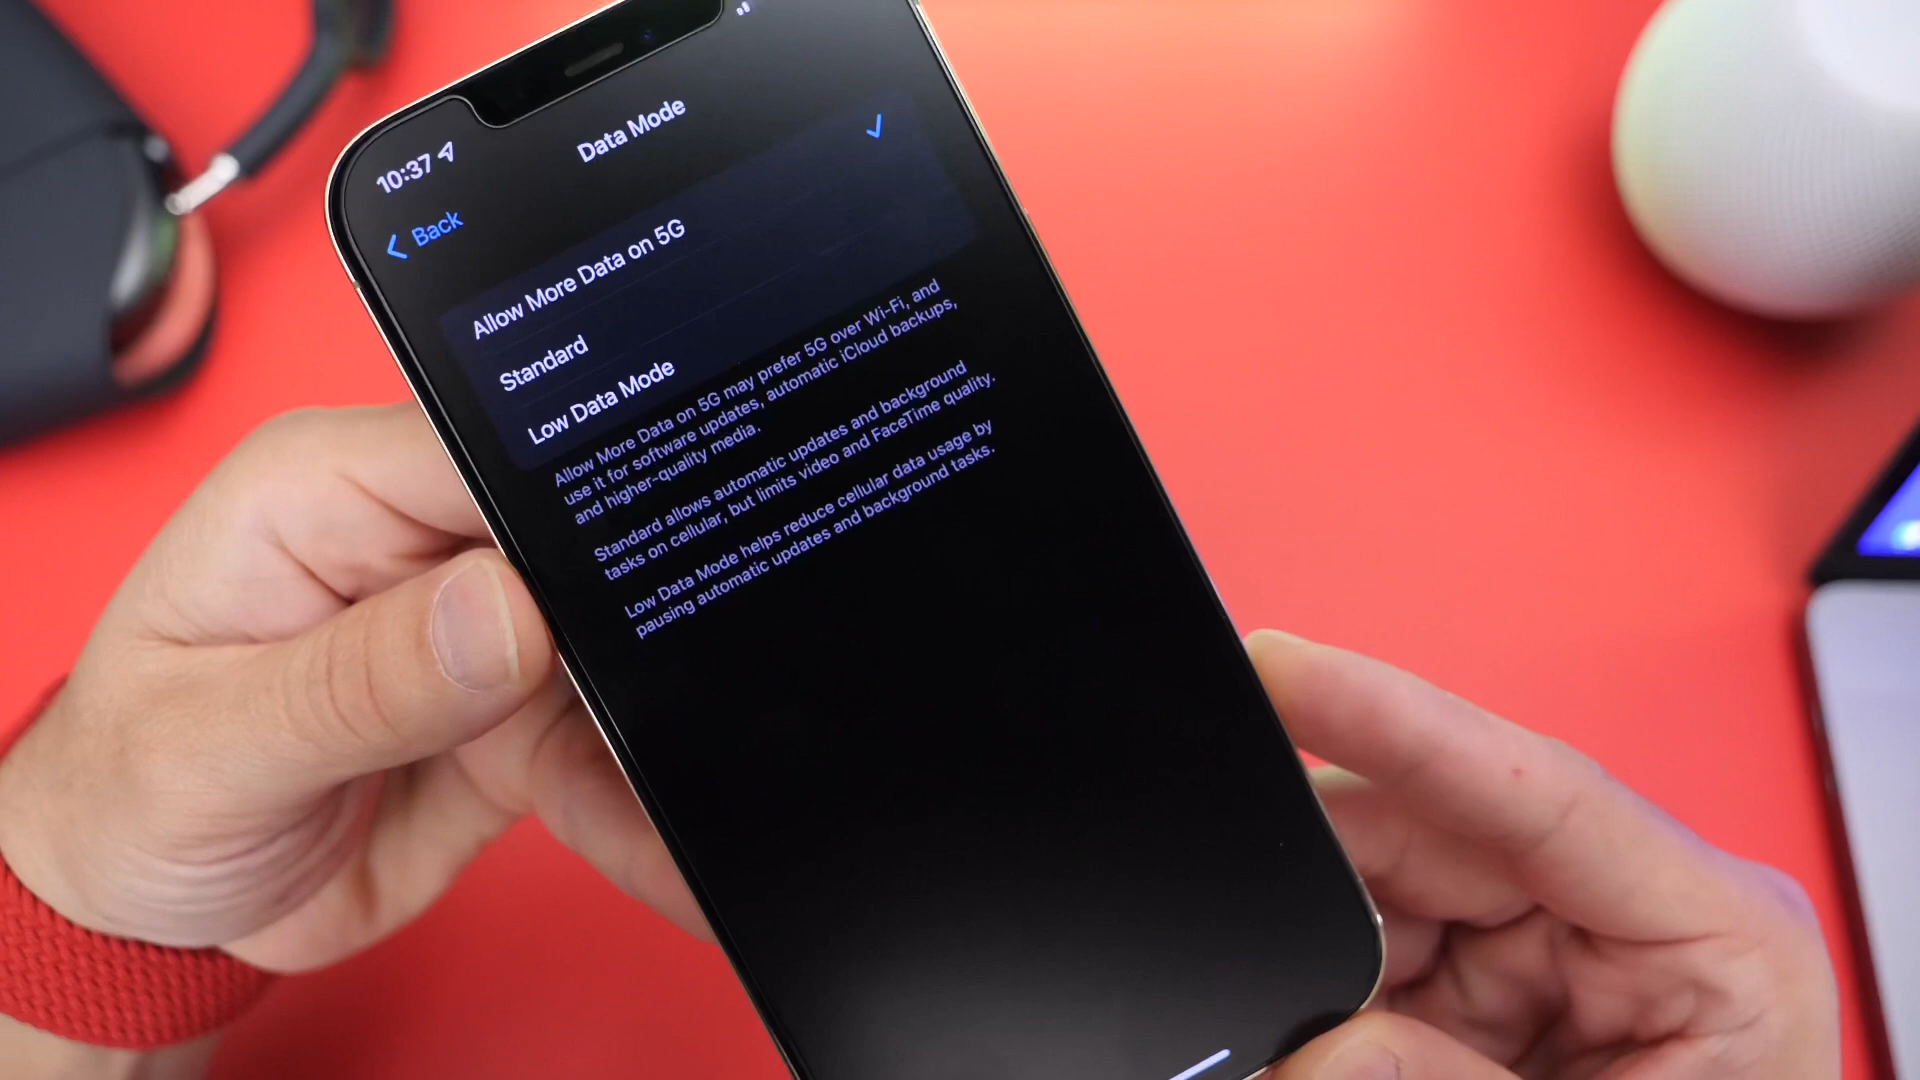 10:37
Data Mode
Back
Allow More Data on 5G
Standard
Low Data Mode
Allow More Data on 5G may prefer 5G over Wi-Fi, and
use it for software updates, automatic iCloud backups,
and higher-quality media.
Standard allows automatic updates and background
tasks on cellular, but limits video and FaceTime quality.
Low Data Mode helps reduce cellular data usage by
pausing automatic updates and background tasks.